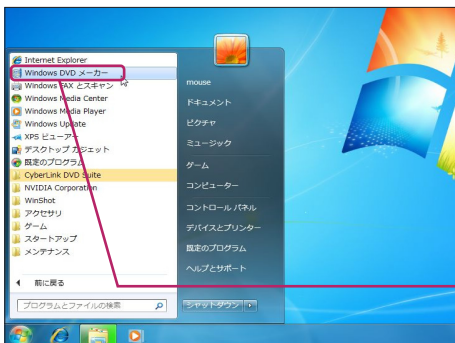 Internet Explorer
Windows DVD メーカー
Windows FAX とスキャン
Windows Media Center
Windows Media Player
Windows Update
XPS ビューアー
デスクトップ ガジェット
既定のプログラム
CyberLink DVD Suite
NVIDIA Corporation
WinShot
アクセサリ
ゲーム
スタートアップ
メンテナンス
前に戻る
プログラムとファイルの検索
mouse
ドキュメント
ピクチャ
ミュージック
ゲーム
コンピューター
コントロール パネル
デバイスとプリンター
既定のプログラム
ヘルプとサポート
シャットダウン